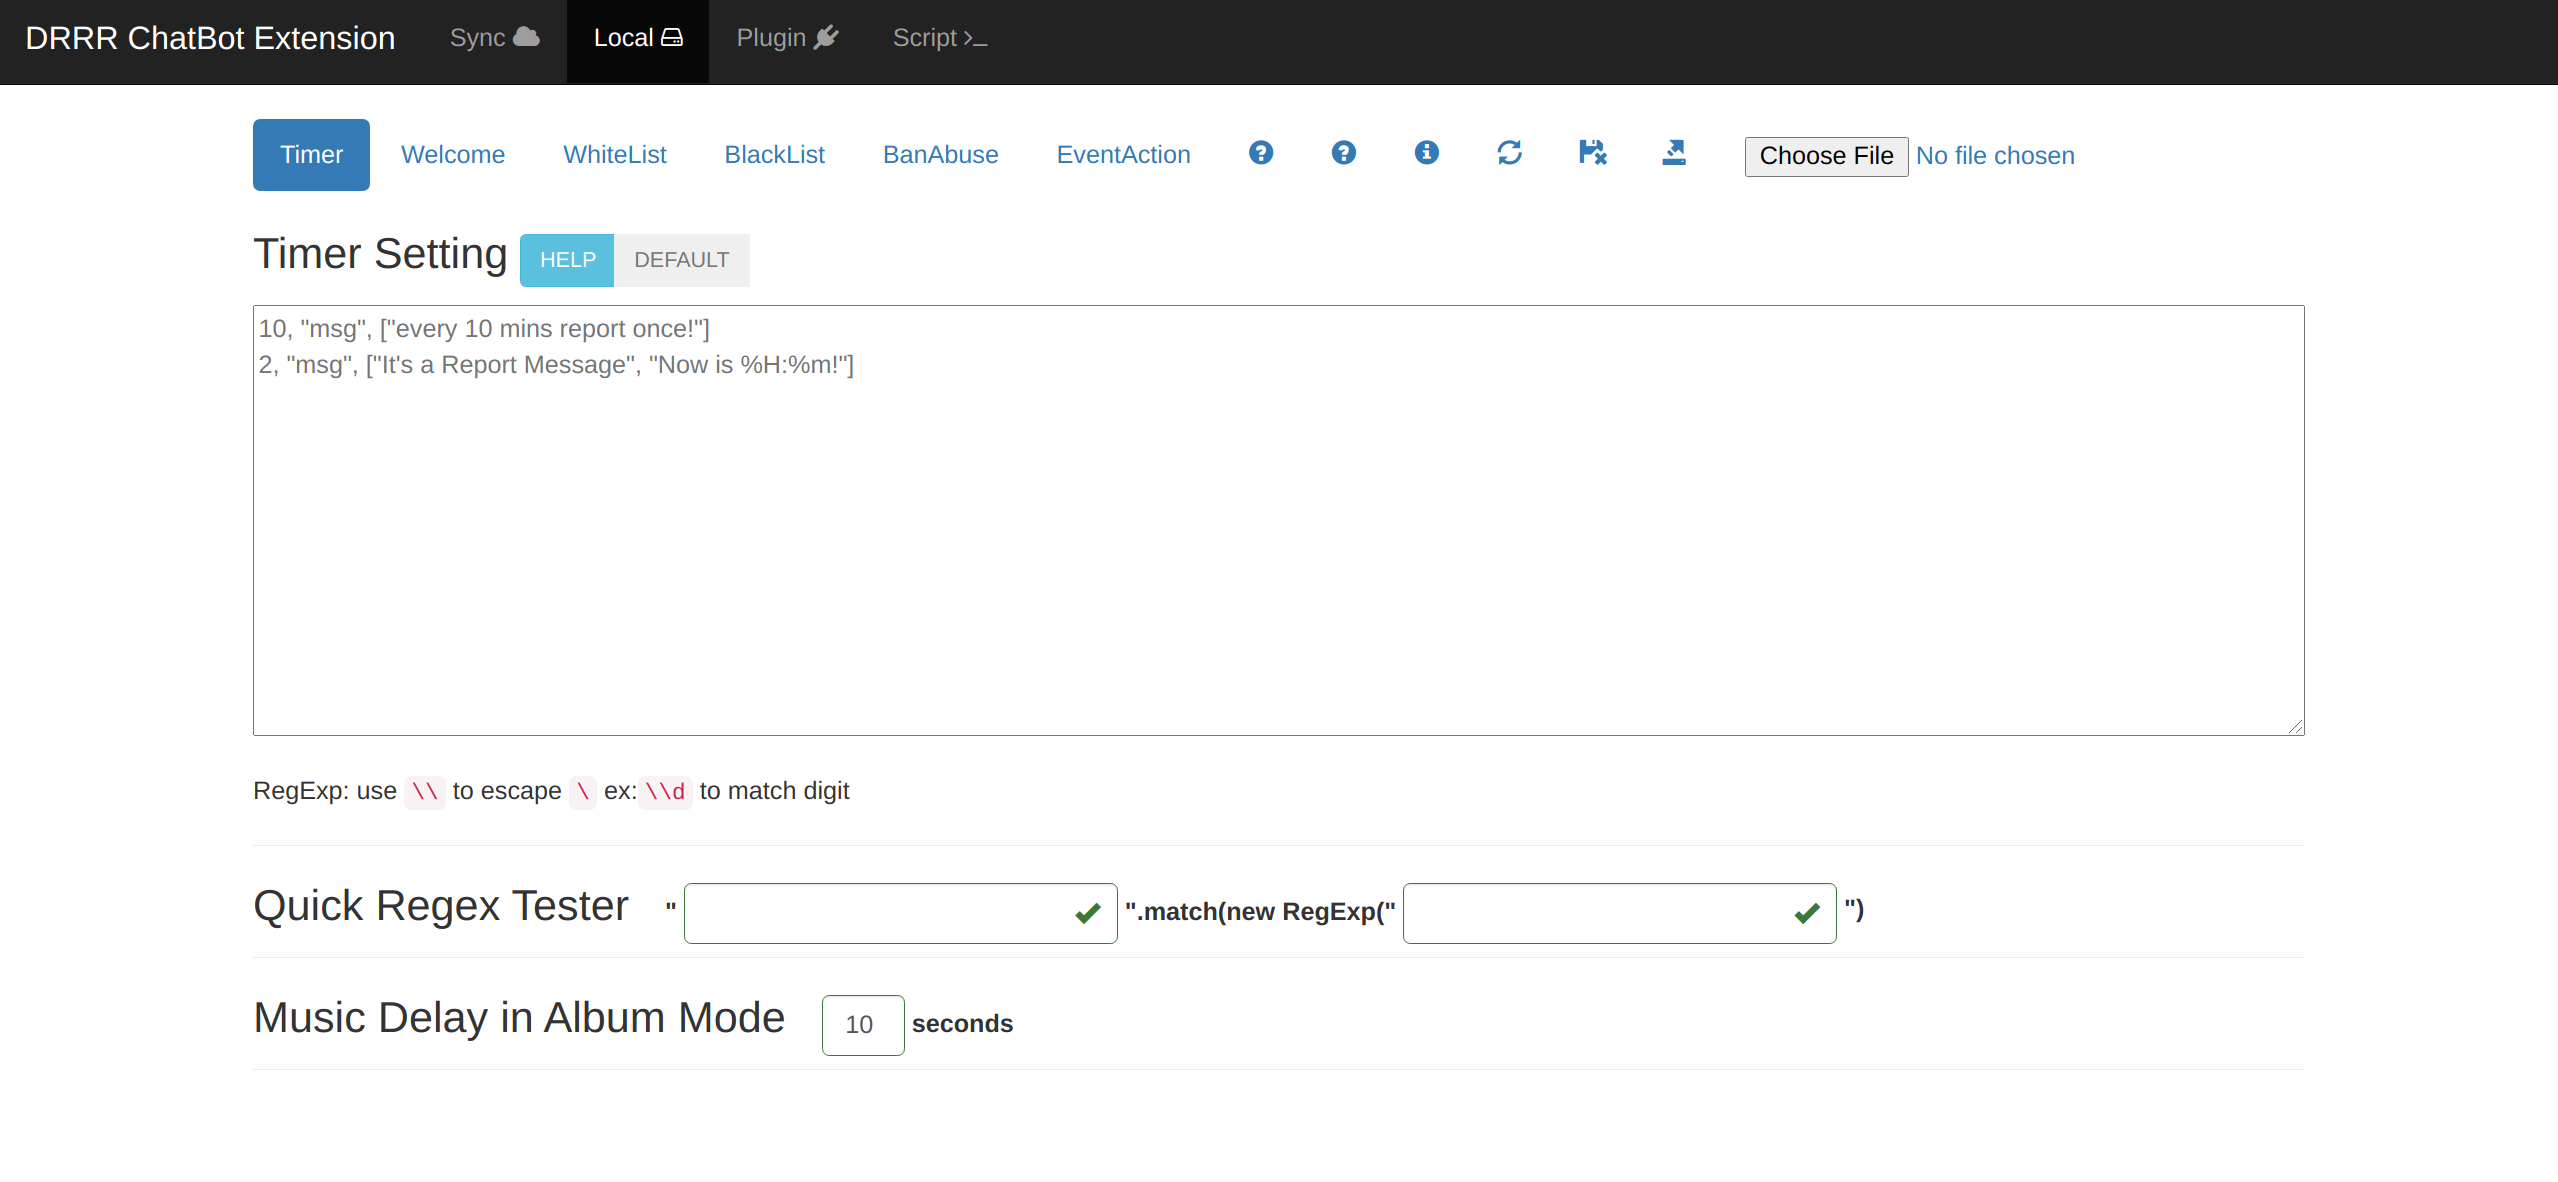 DRRR ChatBot Extension Sync Local Plugin Script
Timer Welcome WhiteList BlackList BanAbuse EventAction Choose File No file chosen
Timer Setting HELP DEFAULT
10, "msg", ["every 10 mins report once!"]
2, "msg", ["It's a Report Message", "Now is %H:%m!"]
RegExp: use \\ to escape \ ex:\\d to match digit
Quick Regex Tester " ".match(new RegExp(" ")
Music Delay in Album Mode 10 seconds